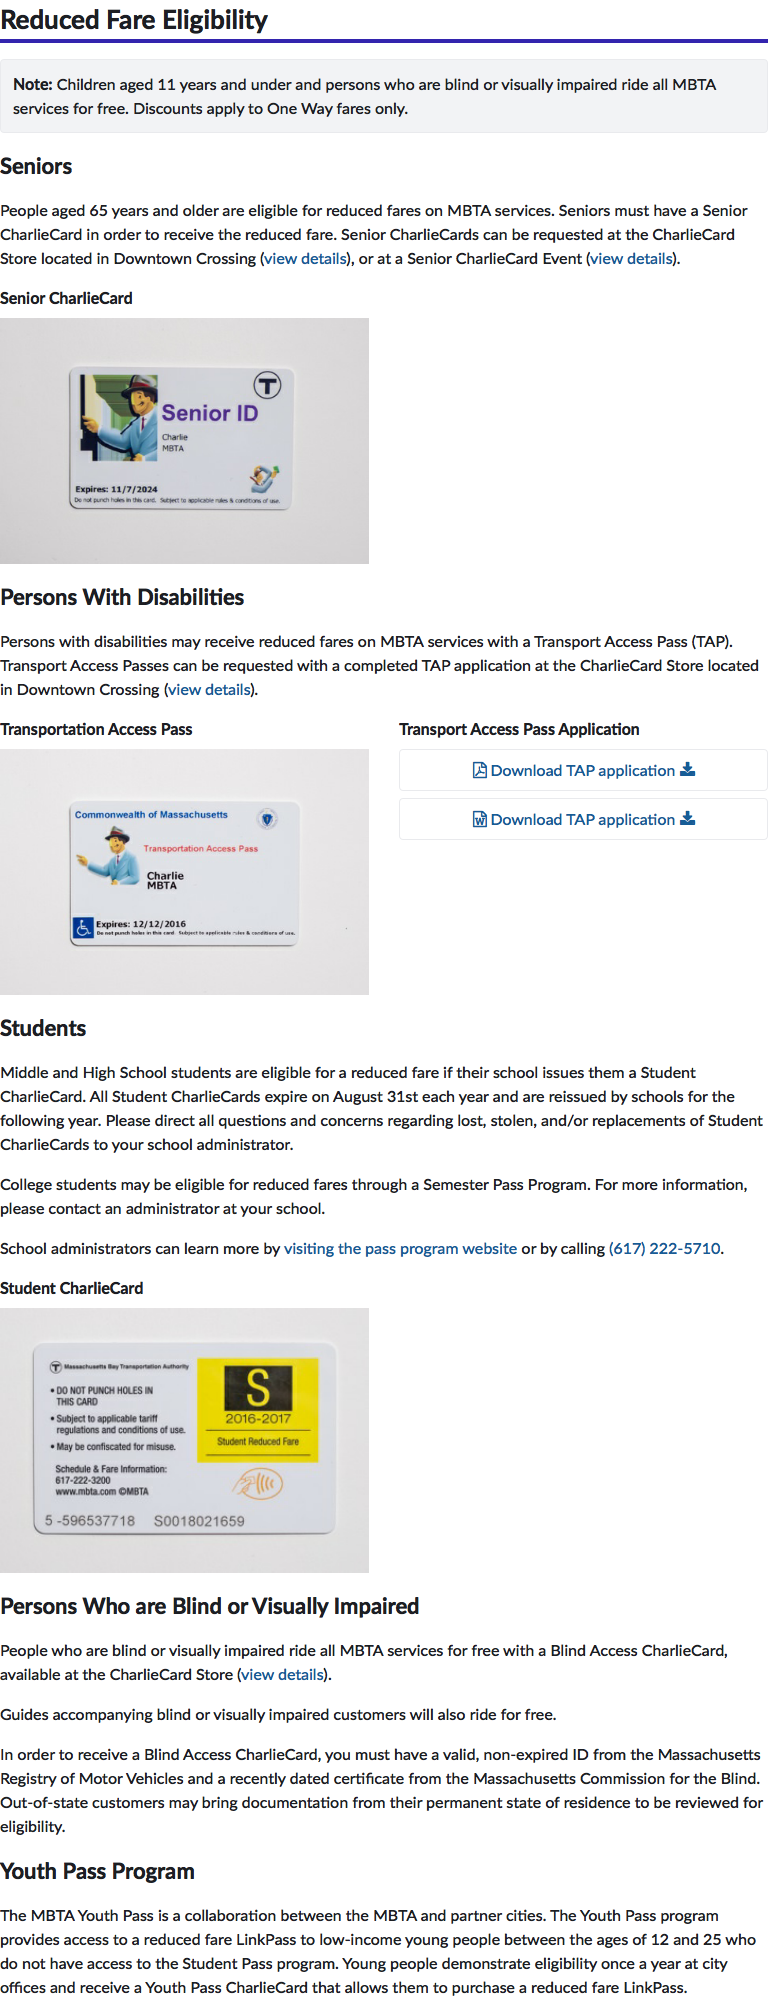 Reduced Fare Eligibility
Note: Children aged 11 years and under and persons who are blind or visually impaired ride all MBTA
services for free. Discounts apply to One Way fares only.
Seniors
People aged 65 years and older are eligible for reduced fares on MBTA services. Seniors must have a Senior
CharlieCard in order to receive the reduced fare. Senior CharlieCards can be requested at the CharlieCard
Store located in Downtown Crossing (view details), or at a Senior CharlieCard Event (view details).
Senior CharlieCard
T
Senior ID
Charlie
MBTA
Expires: 11/7/2024
Do not punch holes in this card. Subject to applicable rules & conditions of use.
Persons With Disabilities
Persons with disabilities may receive reduced fares on MBTA services with a Transport Access Pass (TAP).
Transport Access Passes can be requested with a completed TAP application at the CharlieCard Store located
in Downtown Crossing (view details).
Transportation Access Pass
Commonwealth of Massachusetts
Transportation Access Pass
Charlie
MBTA
Expires: 12/12/2016
Do not punch holes in this card. Subject to applicable rules & conditions of use.
Transport Access Pass Application
Download TAP application
Download TAP application
Students
Middle and High School students are eligible for a reduced fare if their school issues them a Student
CharlieCard. All Student CharlieCards expire on August 31st each year and are reissued by schools for the
following year. Please direct all questions and concerns regarding lost, stolen, and/or replacements of Student
CharlieCards to your school administrator.
College students may be eligible for reduced fares through a Semester Pass Program. For more information,
please contact an administrator at your school.
School administrators can learn more by visiting the pass program website or by calling (617) 222-5710.
Student CharlieCard
T Massachusetts Bay Transportation Authority
• DO NOT PUNCH HOLES IN
THIS CARD
• Subject to applicable tariff
regulations and conditions of use.
• May be confiscated for misuse.
Schedule & Fare Information:
617-222-3200
www.mbta.com ©MBTA
5 -596537718 S0018021659
S
2016-2017
Student Reduced Fare
Persons Who are Blind or Visually Impaired
People who are blind or visually impaired ride all MBTA services for free with a Blind Access CharlieCard,
available at the CharlieCard Store (view details).
Guides accompanying blind or visually impaired customers will also ride for free.
In order to receive a Blind Access CharlieCard, you must have a valid, non-expired ID from the Massachusetts
Registry of Motor Vehicles and a recently dated certificate from the Massachusetts Commission for the Blind.
Out-of-state customers may bring documentation from their permanent state of residence to be reviewed for
eligibility.
Youth Pass Program
The MBTA Youth Pass is a collaboration between the MBTA and partner cities. The Youth Pass program
provides access to a reduced fare LinkPass to low-income young people between the ages of 12 and 25 who
do not have access to the Student Pass program. Young people demonstrate eligibility once a year at city
offices and receive a Youth Pass CharlieCard that allows them to purchase a reduced fare LinkPass.